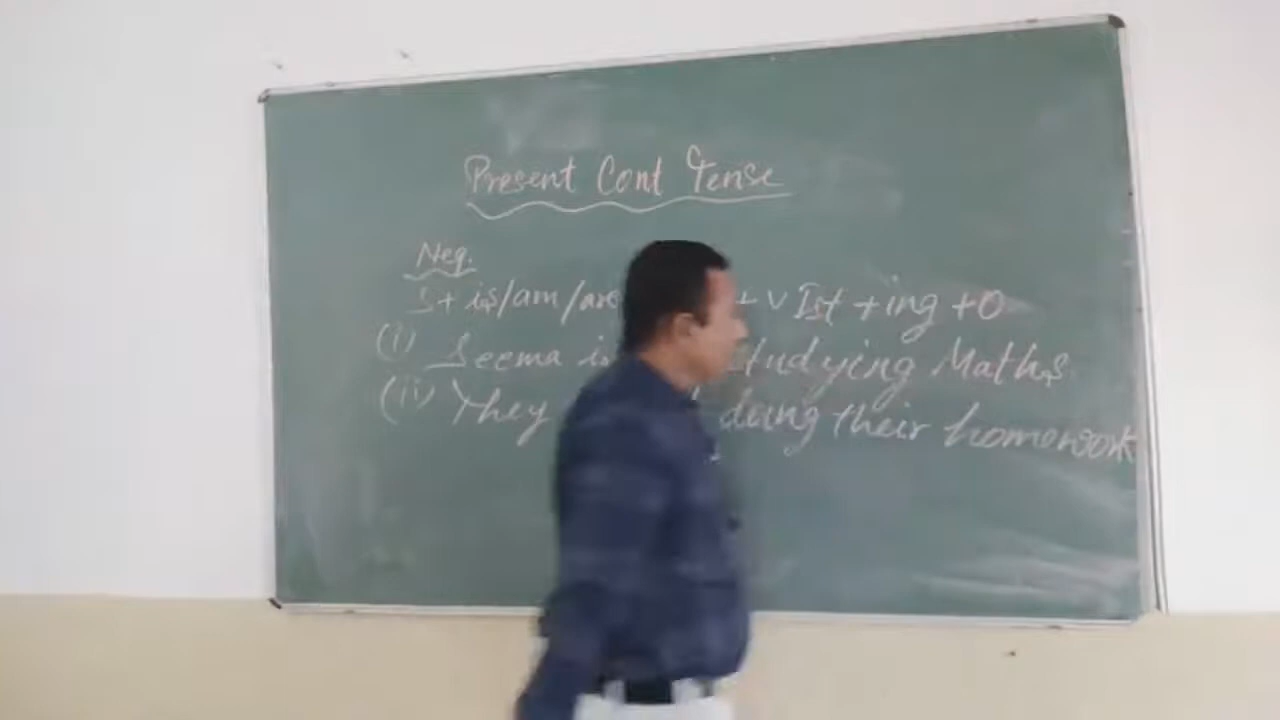 Present Cont Tense
Neg.
S+ is/am/are + V Ist + ing + O
(i) Seema is studying Maths
(ii) They doing their homework